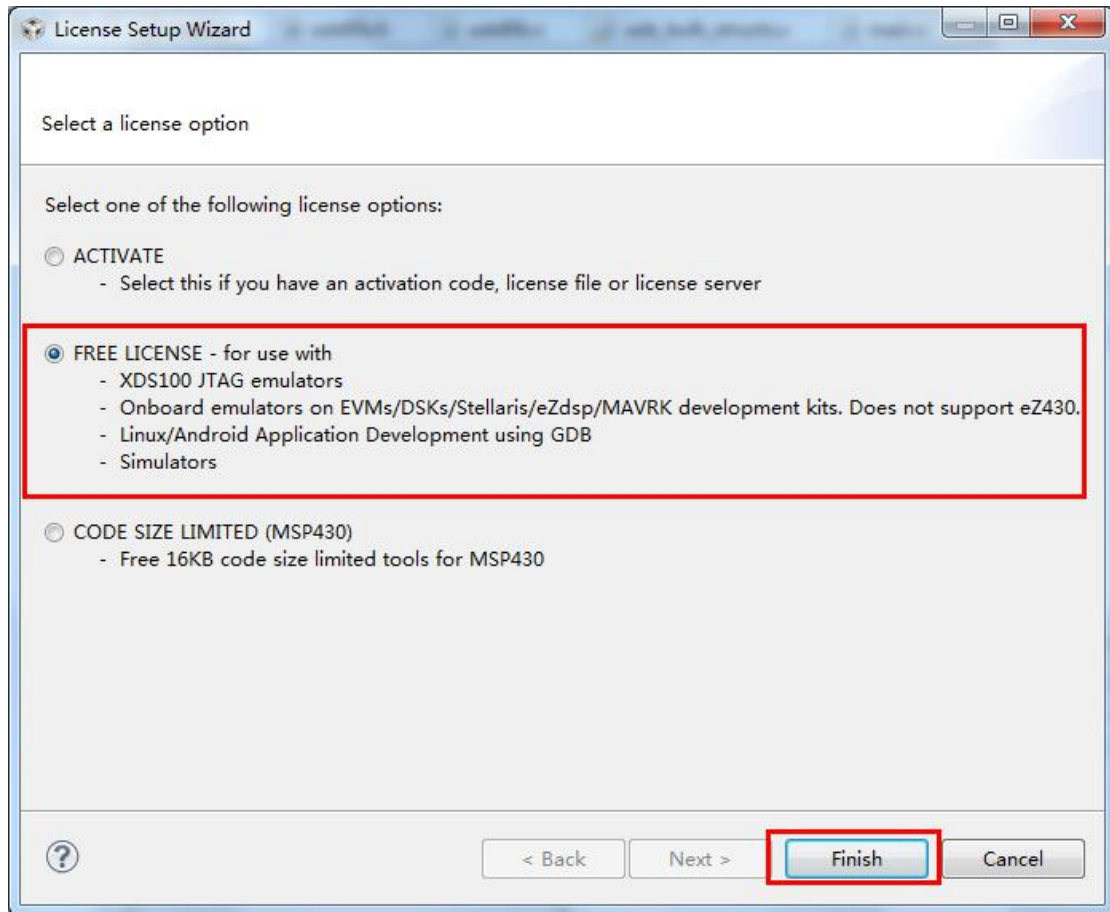 License Setup Wizard
Select a license option
Select one of the following license options:
ACTIVATE
- Select this if you have an activation code, license file or license server
FREE LICENSE - for use with
- XDS100 JTAG emulators
- Onboard emulators on EVMs/DSKs/Stellaris/eZdsp/MAVRK development kits. Does not support eZ430.
- Linux/Android Application Development using GDB
- Simulators
CODE SIZE LIMITED (MSP430)
- Free 16KB code size limited tools for MSP430
? < Back Next > Finish Cancel